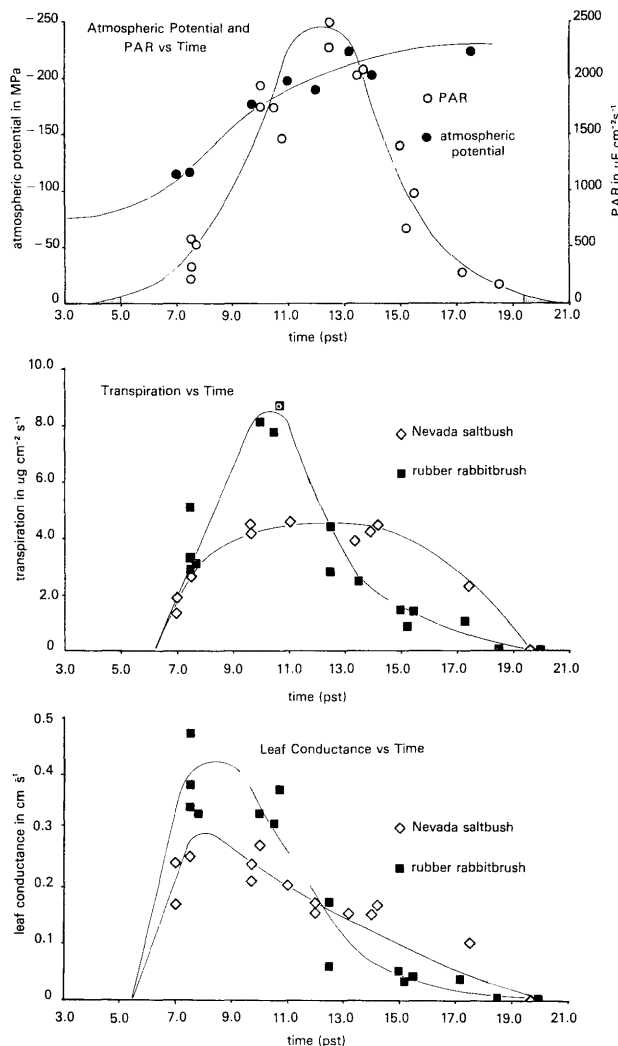 Atmospheric Potential and
PAR vs Time
atmospheric potential in MPa
-250
-200
-150
-100
-50
0
2500
2000
1500
1000
500
0
PAR in uE cm⁻²s⁻¹
PAR
atmospheric
potential
3.0 5.0 7.0 9.0 11.0 13.0 15.0 17.0 19.0 21.0
time (pst)
Transpiration vs Time
transpiration in ug cm⁻² s⁻¹
10.0
8.0
6.0
4.0
2.0
0
Nevada saltbush
rubber rabbitbrush
3.0 5.0 7.0 9.0 11.0 13.0 15.0 17.0 19.0 21.0
time (pst)
Leaf Conductance vs Time
leaf conductance in cm s¹
0.5
0.4
0.3
0.2
0.1
0
Nevada saltbush
rubber rabbitbrush
3.0 5.0 7.0 9.0 11.0 13.0 15.0 17.0 19.0 21.0
time (pst)